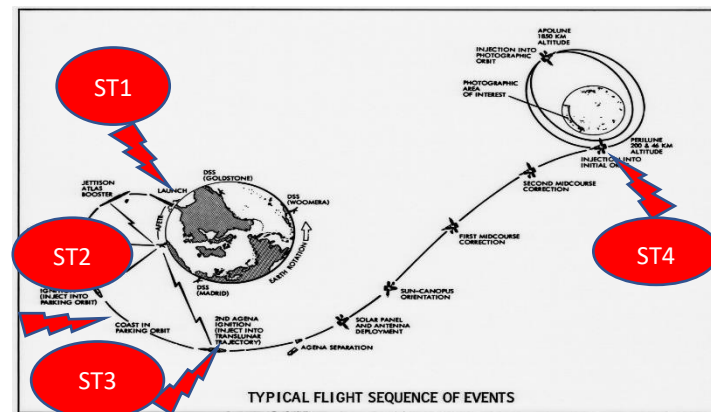 APOLUNE
1850 KM
ALTITUDE
INJECTION INTO
PHOTOGRAPHIC
ORBIT
PHOTOGRAPHIC
AREA
OF INTEREST
PERILUNE
200 & 46 KM
ALTITUDE
INJECTION INTO
INITIAL
ST1
ST4
SECOND MIDCOURSE
CORRECTION
FIRST MIDCOURSE
CORRECTION
SUN-CANOPUS
ORIENTATION
SOLAR PANEL
AND ANTENNA
DEPLOYMENT
AGENA SEPARATION
JETTISON
ATLAS
BOOSTER
LAUNCH
DSS
(GOLDSTONE)
DSS
(WOOMERA)
AFETR
EARTH ROTATION
DSS
(MADRID)
ST2
(INJECT INTO
PARKING ORBIT)
COAST IN
PARKING ORBIT
2ND AGENA
IGNITION
(INJECT INTO
TRANSLUNAR
TRAJECTORY)
ST3
TYPICAL FLIGHT SEQUENCE OF EVENTS